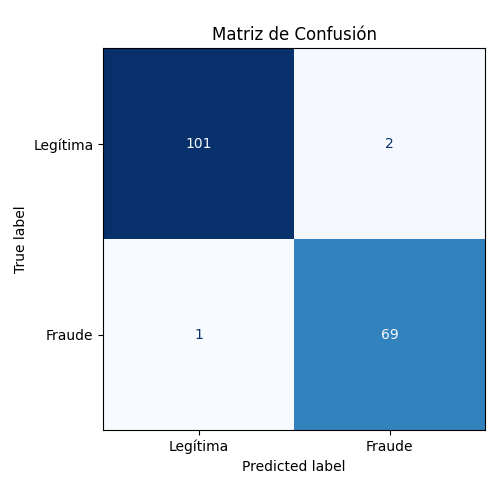 Matriz de Confusión
True label
Legítima
101
2
Fraude
1
69
Legítima
Fraude
Predicted label